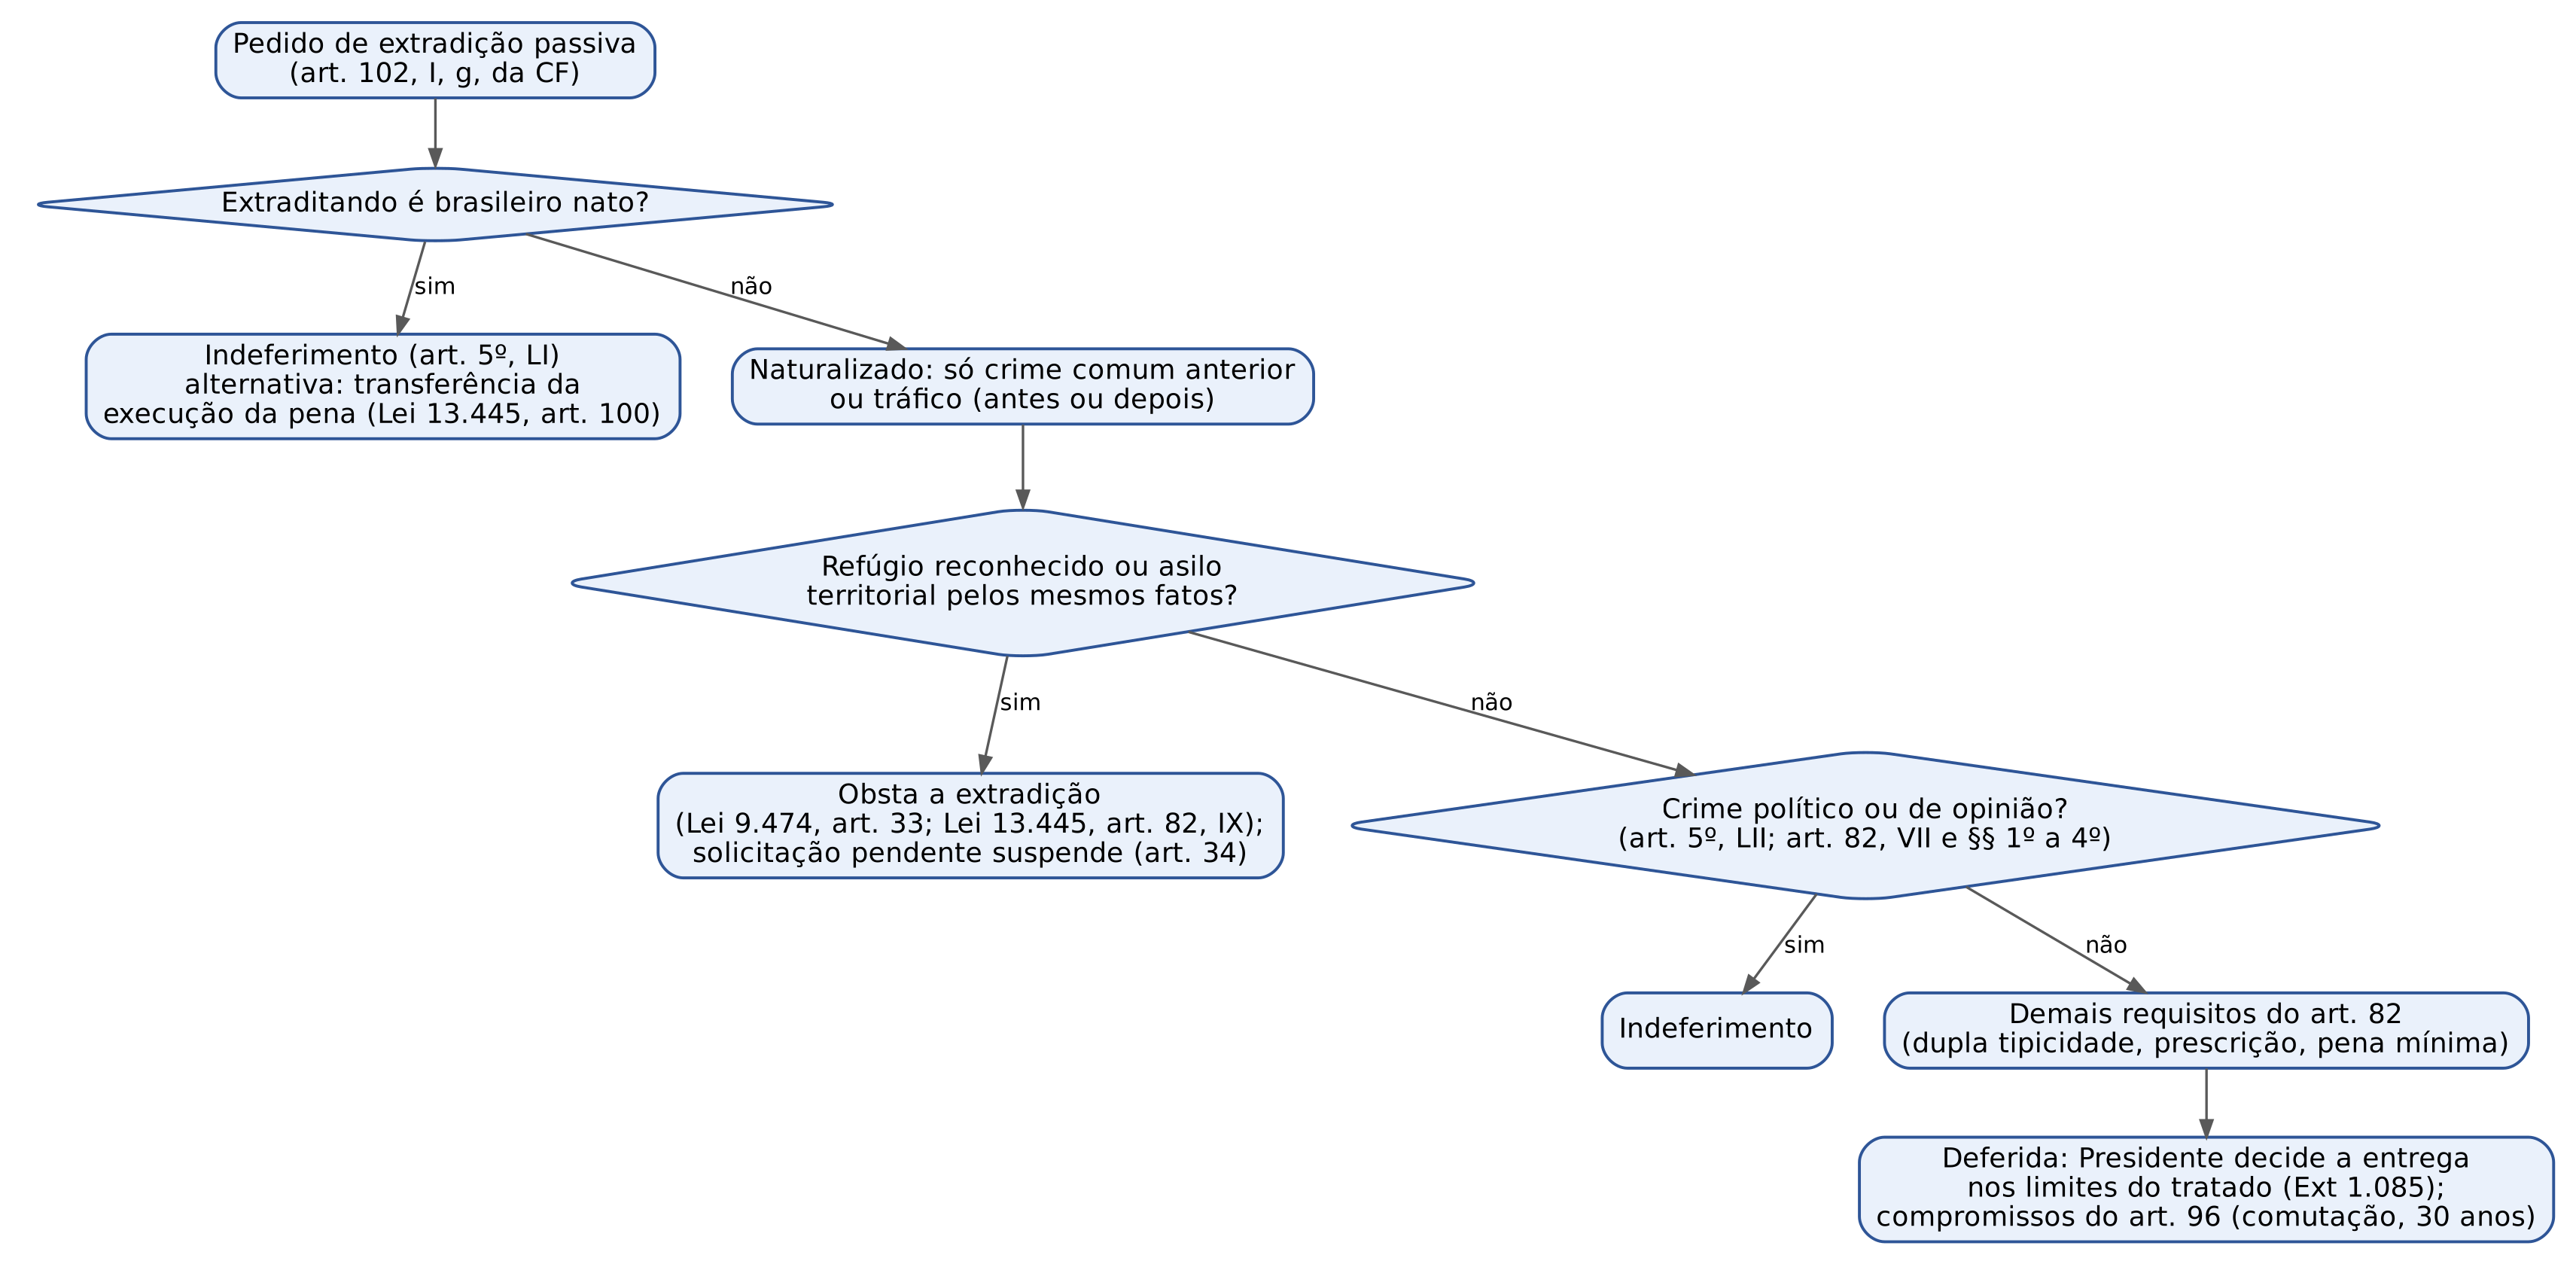 Pedido de extradição passiva
(art. 102, I, g, da CF)
Extraditando é brasileiro nato?
sim
não
Indeferimento (art. 5º, LI)
alternativa: transferência da
execução da pena (Lei 13.445, art. 100)
Naturalizado: só crime comum anterior
ou tráfico (antes ou depois)
Refúgio reconhecido ou asilo
territorial pelos mesmos fatos?
sim
não
Obsta a extradição
(Lei 9.474, art. 33; Lei 13.445, art. 82, IX);
solicitação pendente suspende (art. 34)
Crime político ou de opinião?
(art. 5º, LII; art. 82, VII e §§ 1º a 4º)
sim
não
Indeferimento
Demais requisitos do art. 82
(dupla tipicidade, prescrição, pena mínima)
Deferida: Presidente decide a entrega
nos limites do tratado (Ext 1.085);
compromissos do art. 96 (comutação, 30 anos)